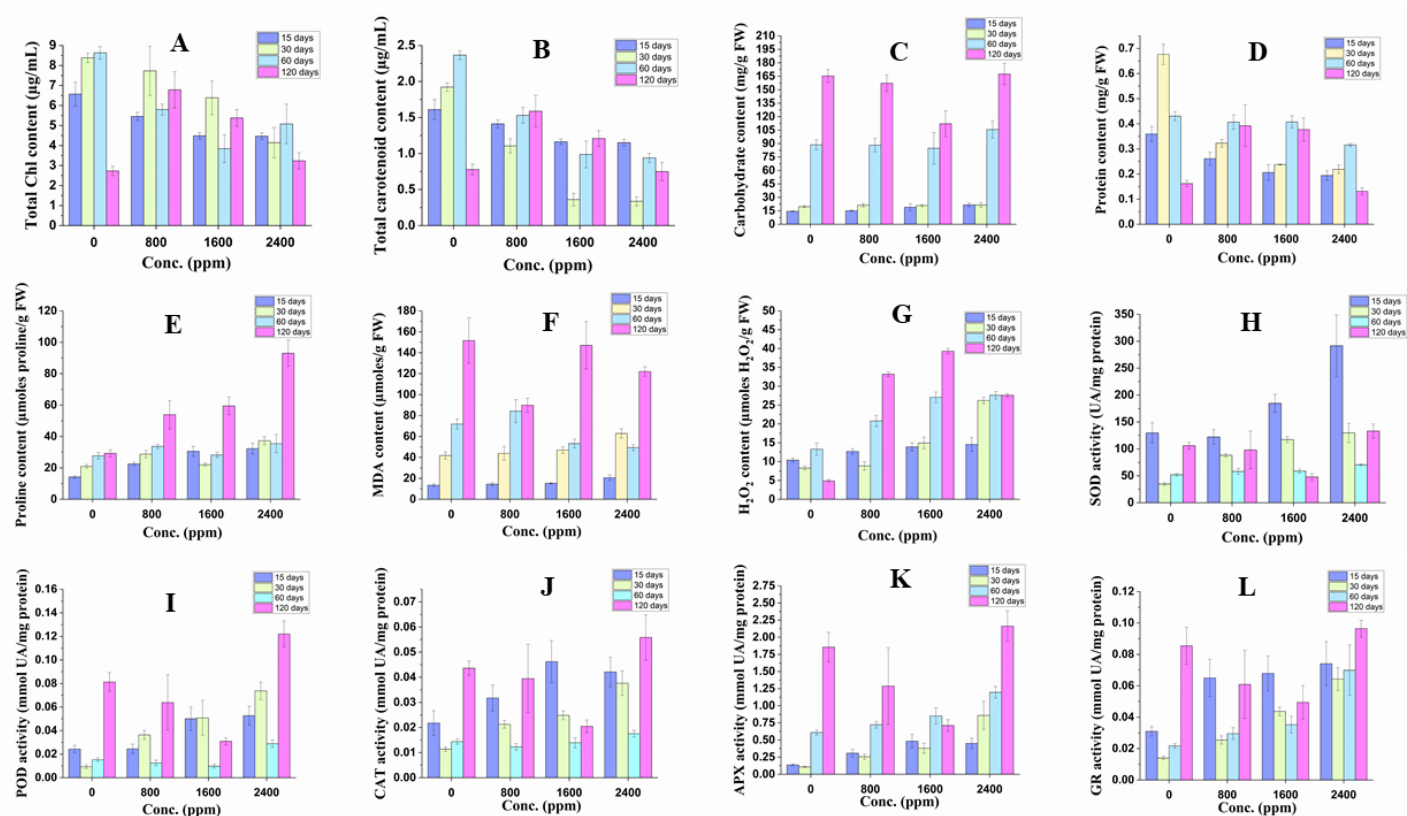 A
15 days
30 days
60 days
120 days
Total Chl content (µg/mL)
9
8
7
6
5
4
3
2
1
0
0 800 1600 2400
Conc. (ppm)
B
15 days
30 days
60 days
120 days
Total carotenoid content (µg/mL)
2.5
2.0
1.5
1.0
0.5
0.0
0 800 1600 2400
Conc. (ppm)
C
15 days
30 days
60 days
120 days
Carbohydrate content (mg/g FW)
210
195
180
165
150
135
120
105
90
75
60
45
30
15
0
0 800 1600 2400
Conc. (ppm)
D
15 days
30 days
60 days
120 days
Protein content (mg/g FW)
0.7
0.6
0.5
0.4
0.3
0.2
0.1
0.0
0 800 1600 2400
Conc. (ppm)
E
15 days
30 days
60 days
120 days
Proline content (µmoles proline/g FW)
120
100
80
60
40
20
0
0 800 1600 2400
Conc. (ppm)
F
15 days
30 days
60 days
120 days
MDA content (µmoles/g FW)
180
160
140
120
100
80
60
40
20
0
0 800 1600 2400
Conc. (ppm)
G
15 days
30 days
60 days
120 days
H₂O₂ content (µmoles H₂O₂/g FW)
50
45
40
35
30
25
20
15
10
5
0
0 800 1600 2400
Conc. (ppm)
H
15 days
30 days
60 days
120 days
SOD activity (UA/mg protein)
350
300
250
200
150
100
50
0
0 800 1600 2400
Conc. (ppm)
I
15 days
30 days
60 days
120 days
POD activity (mmol UA/mg protein)
0.16
0.14
0.12
0.10
0.08
0.06
0.04
0.02
0.00
0 800 1600 2400
Conc. (ppm)
J
15 days
30 days
60 days
120 days
CAT activity (mmol UA/mg protein)
0.07
0.06
0.05
0.04
0.03
0.02
0.01
0.00
0 800 1600 2400
Conc. (ppm)
K
15 days
30 days
60 days
120 days
APX activity (mmol UA/mg protein)
2.75
2.50
2.25
2.00
1.75
1.50
1.25
1.00
0.75
0.50
0.25
0.00
0 800 1600 2400
Conc. (ppm)
L
15 days
30 days
60 days
120 days
GR activity (mmol UA/mg protein)
0.12
0.10
0.08
0.06
0.04
0.02
0.00
0 800 1600 2400
Conc. (ppm)